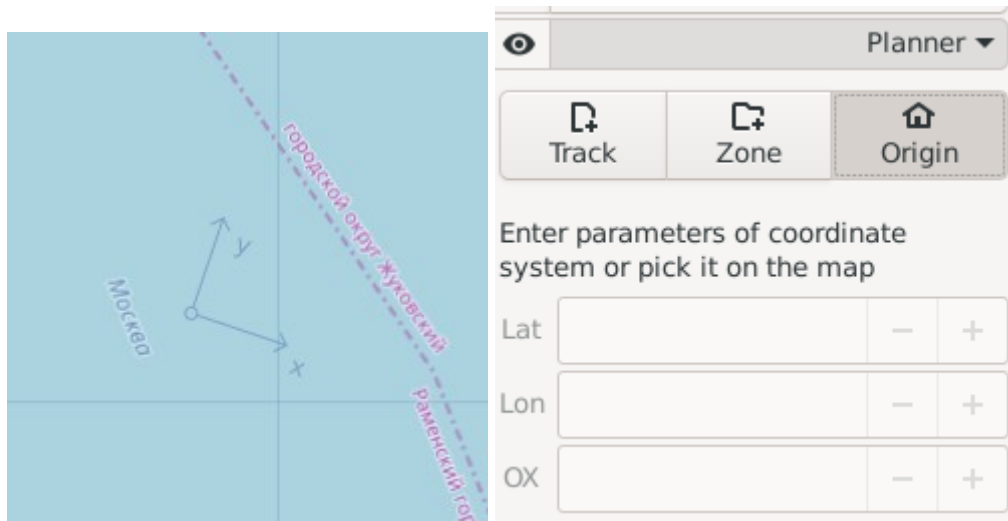 городской округ Жуковский
y
Москва
x
Раменский гор
Planner
Track
Zone
Origin
Enter parameters of coordinate
system or pick it on the map
Lat
− +
Lon
− +
OX
− +